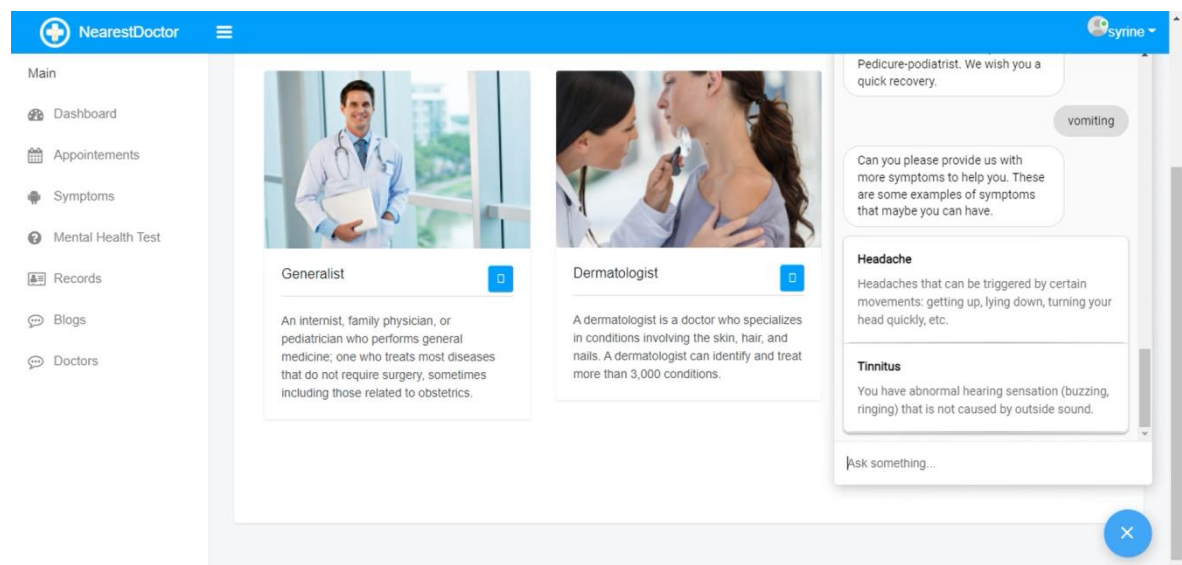 NearestDoctor
syrine
Main
Dashboard
Appointements
Symptoms
Mental Health Test
Records
Blogs
Doctors
Generalist
An internist, family physician, or
pediatrician who performs general
medicine; one who treats most diseases
that do not require surgery, sometimes
including those related to obstetrics.
Dermatologist
A dermatologist is a doctor who specializes
in conditions involving the skin, hair, and
nails. A dermatologist can identify and treat
more than 3,000 conditions.
Pedicure-podiatrist. We wish you a
quick recovery.
vomiting
Can you please provide us with
more symptoms to help you. These
are some examples of symptoms
that maybe you can have.
Headache
Headaches that can be triggered by certain
movements: getting up, lying down, turning your
head quickly, etc.
Tinnitus
You have abnormal hearing sensation (buzzing,
ringing) that is not caused by outside sound.
Ask something...